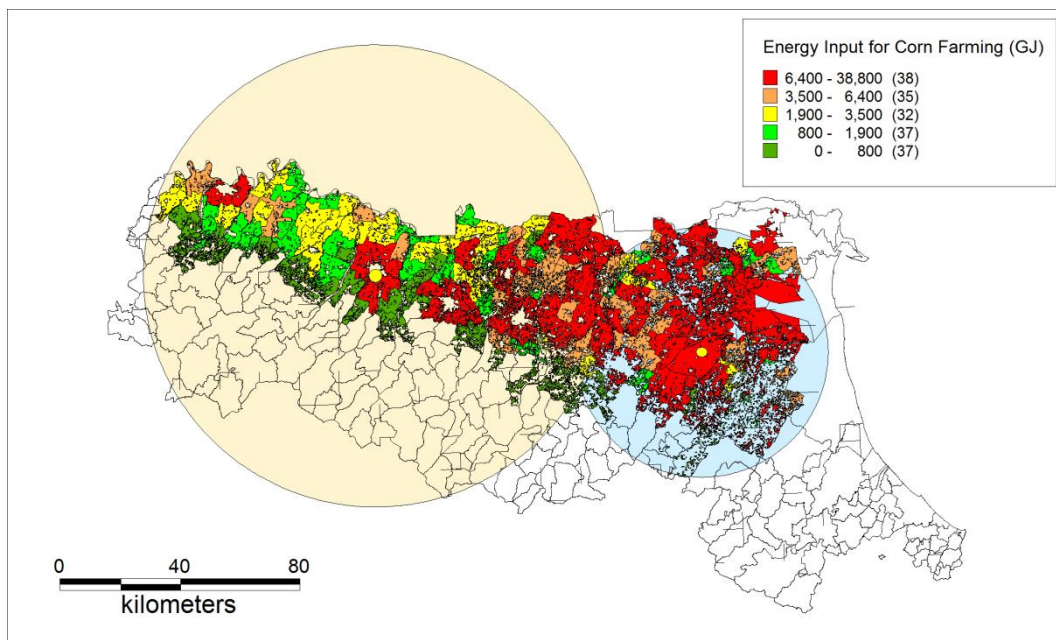 Energy Input for Corn Farming (GJ)
6,400 - 38,800 (38)
3,500 - 6,400 (35)
1,900 - 3,500 (32)
800 - 1,900 (37)
0 - 800 (37)
0 40 80
kilometers